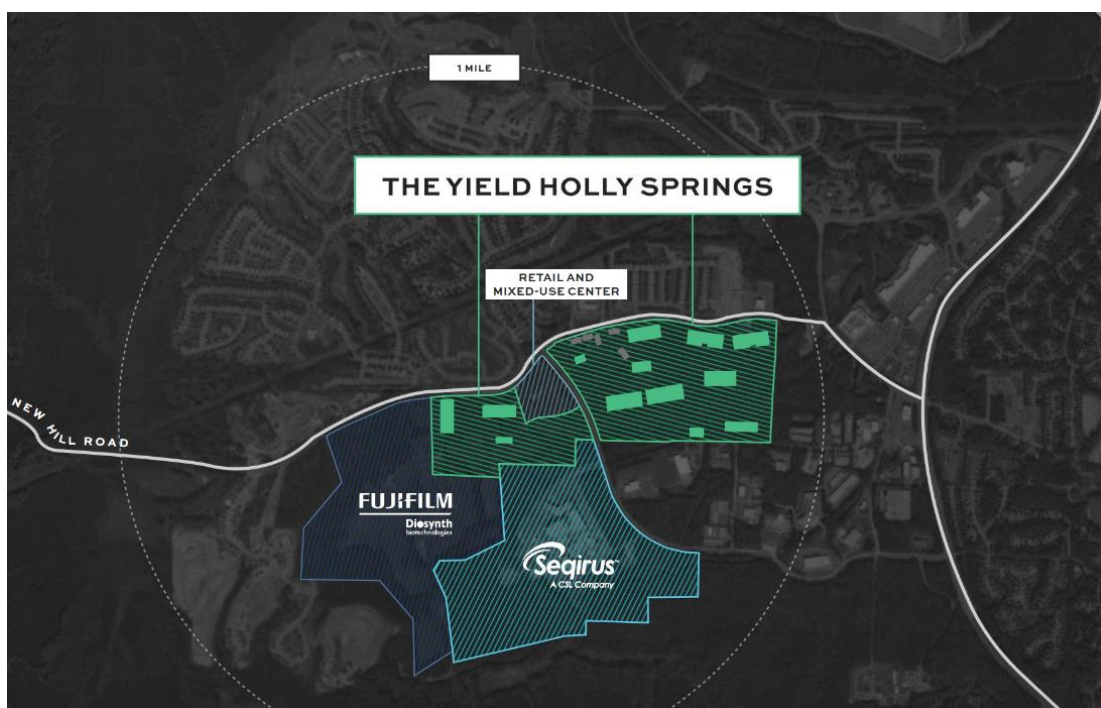 1 MILE
THE YIELD HOLLY SPRINGS
RETAIL AND
MIXED-USE CENTER
NEW HILL ROAD
FUJIFILM
Diosynth
biotechnologies
Seqirus™
A CSL Company